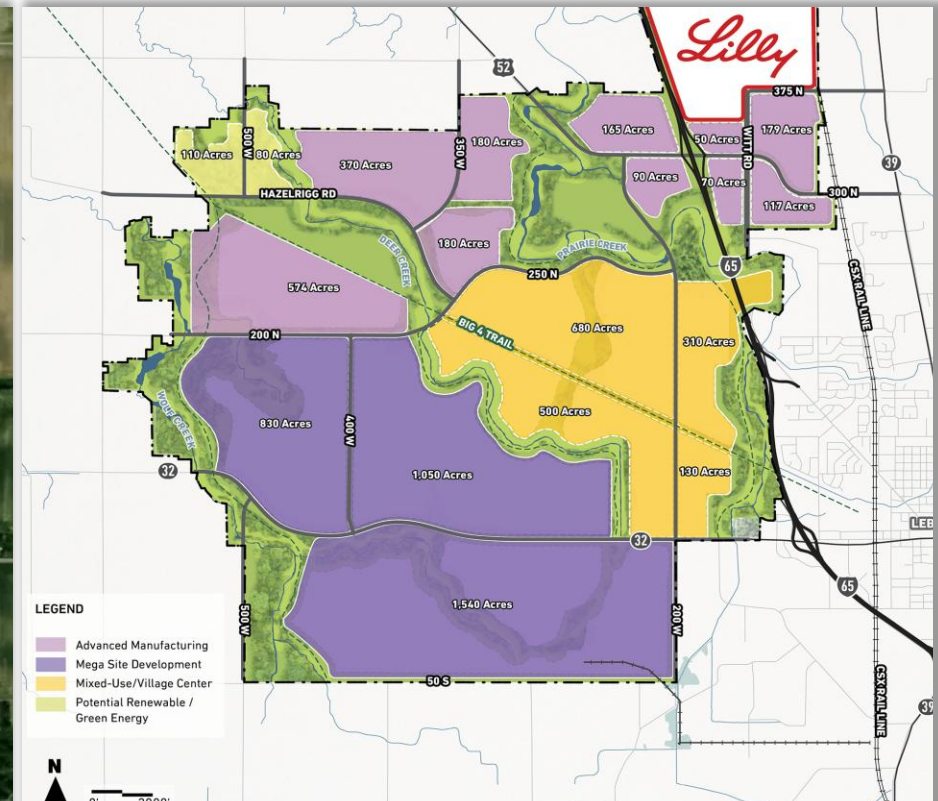 Lilly
52
375 N
165 Acres
50 Acres
WITT RD
179 Acres
180 Acres
350 W
500 W
110 Acres
80 Acres
370 Acres
90 Acres
70 Acres
39
HAZELRIGG RD
300 N
117 Acres
180 Acres
DEER CREEK
PRAIRIE CREEK
250 N
65
CSX RAIL LINE
574 Acres
BIG 4 TRAIL
680 Acres
200 N
310 Acres
WOLF CREEK
830 Acres
400 W
500 Acres
32
1,050 Acres
130 Acres
LEB
32
65
1,540 Acres
500 W
200 W
50 S
CSX RAIL LINE
39
LEGEND
Advanced Manufacturing
Mega Site Development
Mixed-Use/Village Center
Potential Renewable /
Green Energy
N